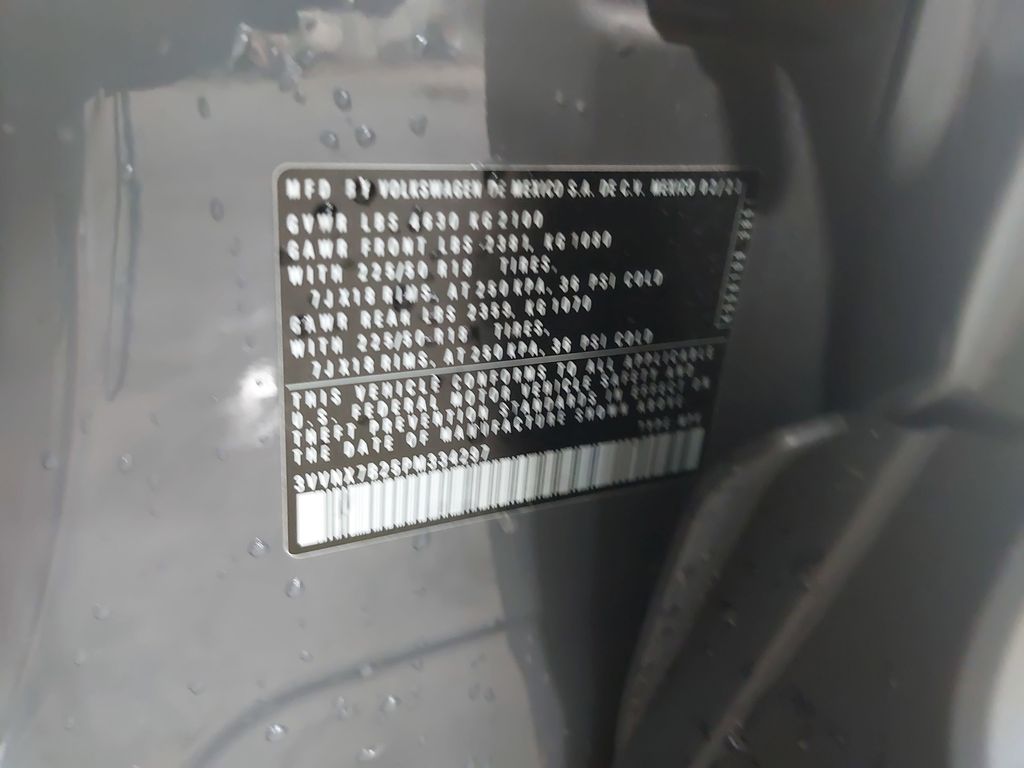 MFD BY VOLKSWAGEN DE MEXICO S.A. DE C.V. MEXICO
GVWR LBS 4630 KG 2100
GAWR FRONT LBS 2381, KG 1080
WITH 225/50 R18 TIRES,
7JX18 RIMS, AT 250 KPA, 36 PSI COLD
GAWR REAR LBS 2359, KG 1070
WITH 225/50 R18 TIRES,
7JX18 RIMS, AT 250 KPA, 36 PSI COLD
THIS VEHICLE CONFORMS TO ALL APPLICABLE
U.S. FEDERAL MOTOR VEHICLE SAFETY AND
THEFT PREVENTION STANDARDS IN EFFECT ON
THE DATE OF MANUFACTURE SHOWN ABOVE
3VVNX7B25PM334297 TYPE MPV